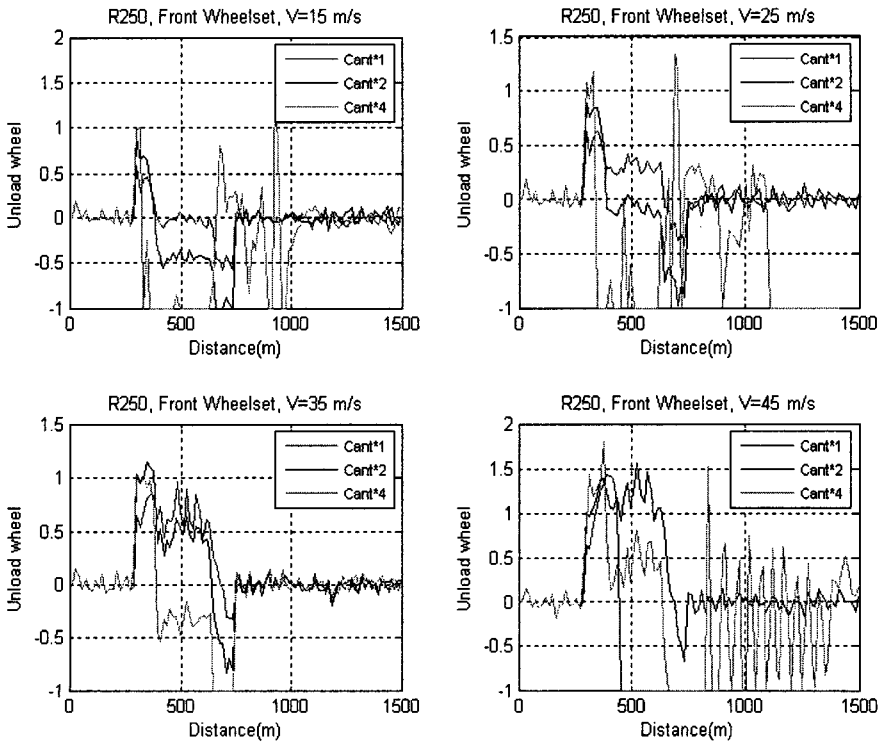 R250, Front Wheelset, V=15 m/s
Unload wheel
2
1.5
1
0.5
0
-0.5
-1
Cant*1
Cant*2
Cant*4
0
500
1000
1500
Distance(m)
R250, Front Wheelset, V=25 m/s
Unload wheel
1.5
1
0.5
0
-0.5
-1
Cant*1
Cant*2
Cant*4
0
500
1000
1500
Distance(m)
R250, Front Wheelset, V=35 m/s
Unload wheel
1.5
1
0.5
0
-0.5
-1
Cant*1
Cant*2
Cant*4
0
500
1000
1500
Distance(m)
R250, Front Wheelset, V=45 m/s
Unload wheel
2
1.5
1
0.5
0
-0.5
-1
Cant*1
Cant*2
Cant*4
0
500
1000
1500
Distance(m)